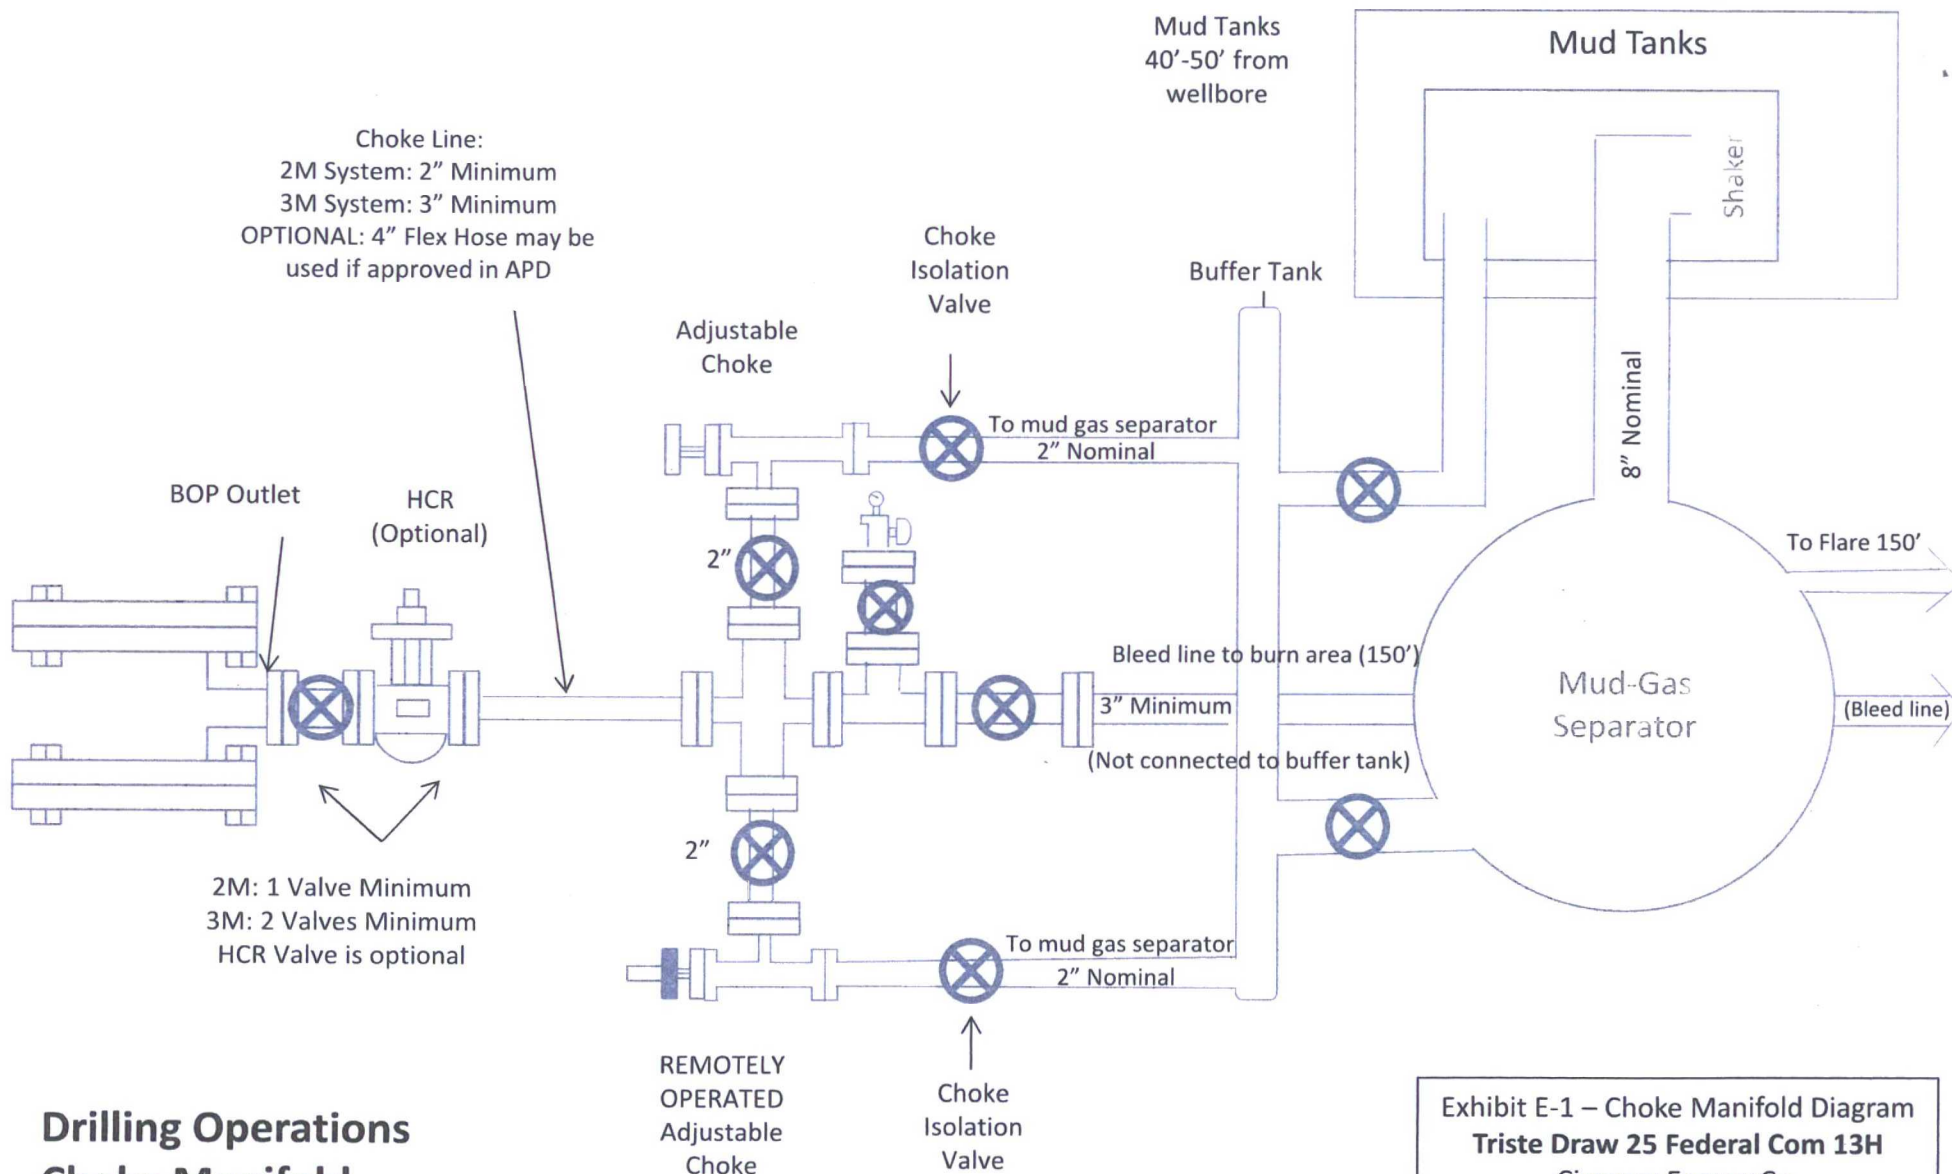 Mud Tanks
40’-50’ from
wellbore
Mud Tanks
Shaker
Choke Line:
2M System: 2” Minimum
3M System: 3” Minimum
OPTIONAL: 4” Flex Hose may be
used if approved in APD
Choke
Isolation
Valve
Buffer Tank
Adjustable
Choke
To mud gas separator
2” Nominal
8” Nominal
BOP Outlet
HCR
(Optional)
2”
To Flare 150’
Bleed line to burn area (150’)
3” Minimum
(Not connected to buffer tank)
Mud-Gas
Separator
(Bleed line)
2”
2M: 1 Valve Minimum
3M: 2 Valves Minimum
HCR Valve is optional
To mud gas separator
2” Nominal
REMOTELY
OPERATED
Adjustable
Choke
Choke
Isolation
Valve
Drilling Operations
Choke Manifold
Exhibit E-1 – Choke Manifold Diagram
Triste Draw 25 Federal Com 13H